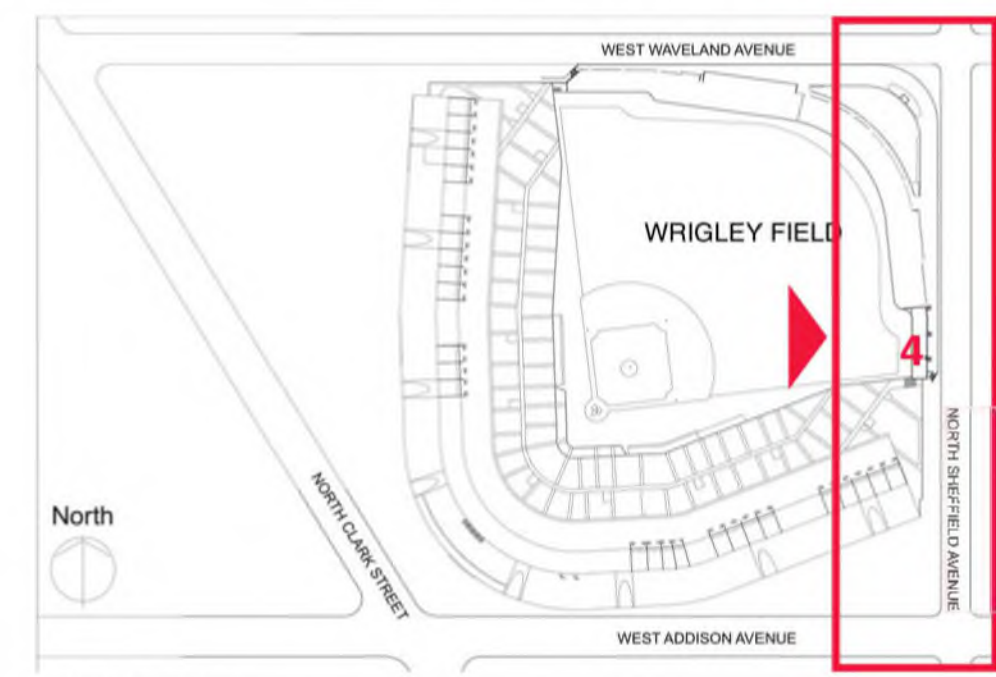 WEST WAVELAND AVENUE
WRIGLEY FIELD
4
NORTH SHEFFIELD AVENUE
North
NORTH CLARK STREET
WEST ADDISON AVENUE